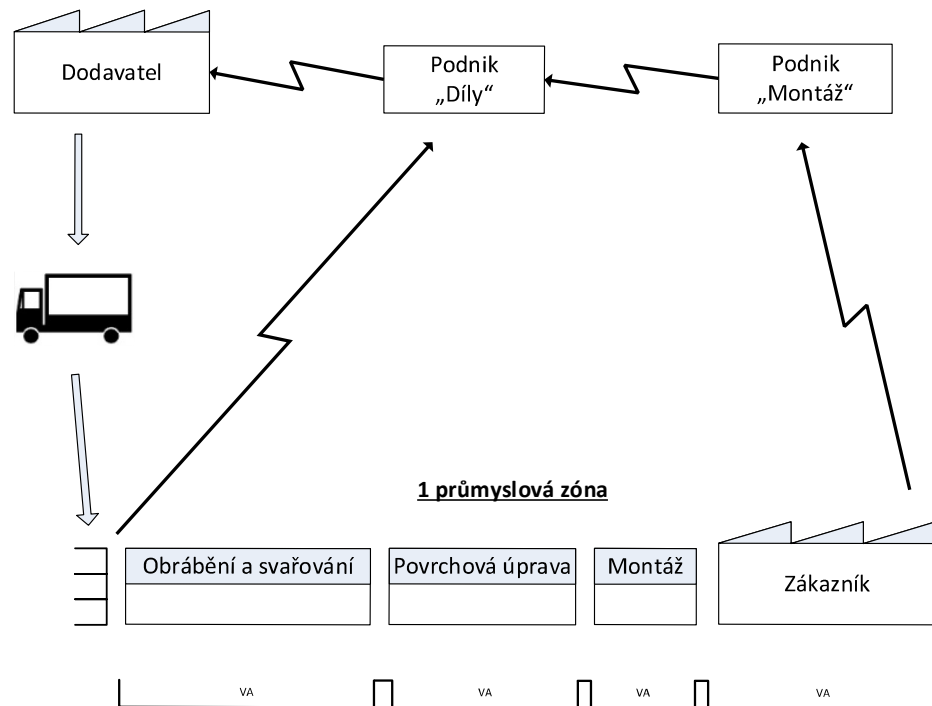 Dodavatel
Podnik
„Díly“
Podnik
„Montáž“
1 průmyslová zóna
Obrábění a svařování
Povrchová úprava
Montáž
Zákazník
VA
VA
VA
VA